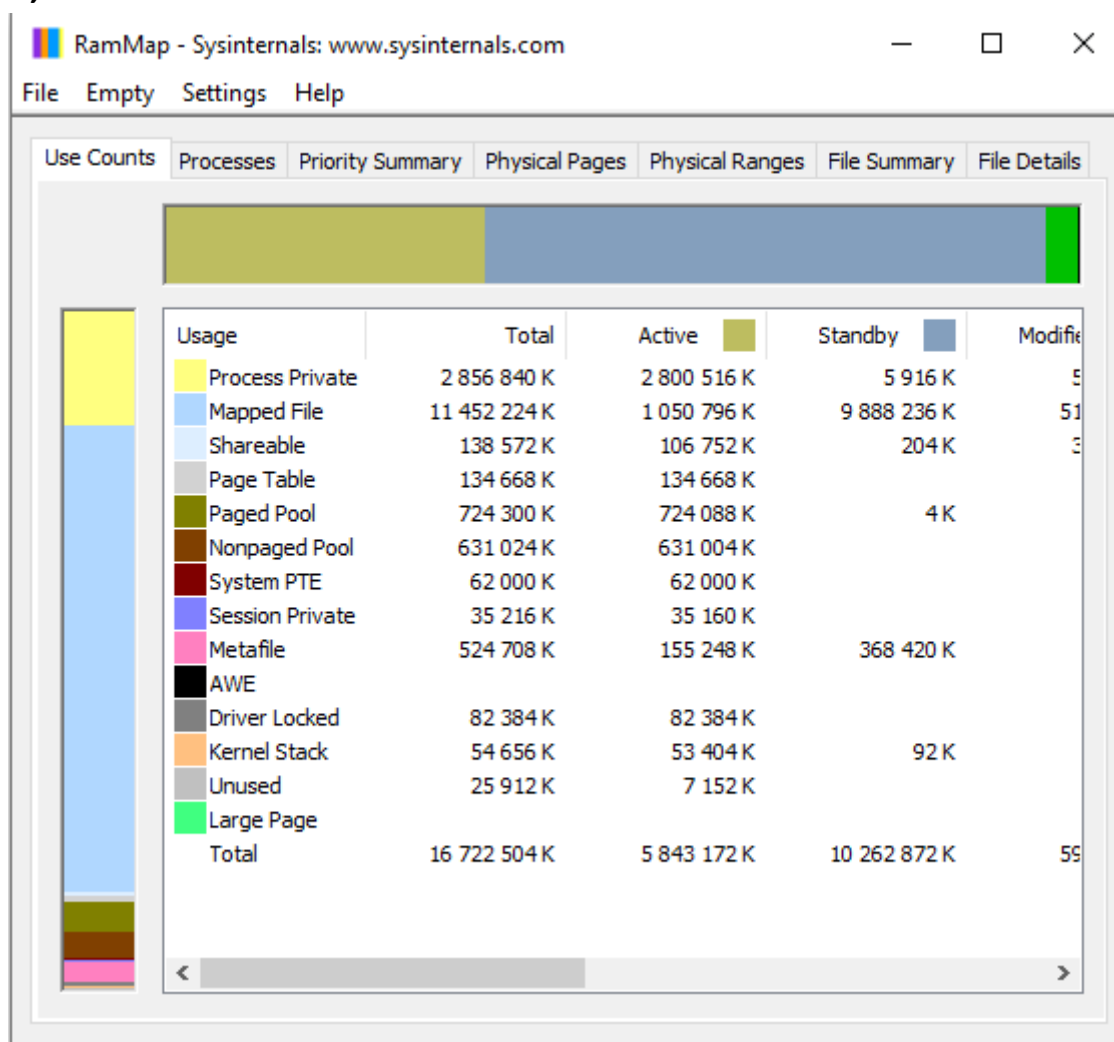 RamMap - Sysinternals: www.sysinternals.com
File Empty Settings Help
Use Counts Processes Priority Summary Physical Pages Physical Ranges File Summary File Details
Usage Total Active Standby Modifie
Process Private 2 856 840 K 2 800 516 K 5 916 K 5
Mapped File 11 452 224 K 1 050 796 K 9 888 236 K 51
Shareable 138 572 K 106 752 K 204 K
Page Table 134 668 K 134 668 K
Paged Pool 724 300 K 724 088 K 4 K
Nonpaged Pool 631 024 K 631 004 K
System PTE 62 000 K 62 000 K
Session Private 35 216 K 35 160 K
Metafile 524 708 K 155 248 K 368 420 K
AWE
Driver Locked 82 384 K 82 384 K
Kernel Stack 54 656 K 53 404 K 92 K
Unused 25 912 K 7 152 K
Large Page
Total 16 722 504 K 5 843 172 K 10 262 872 K 59